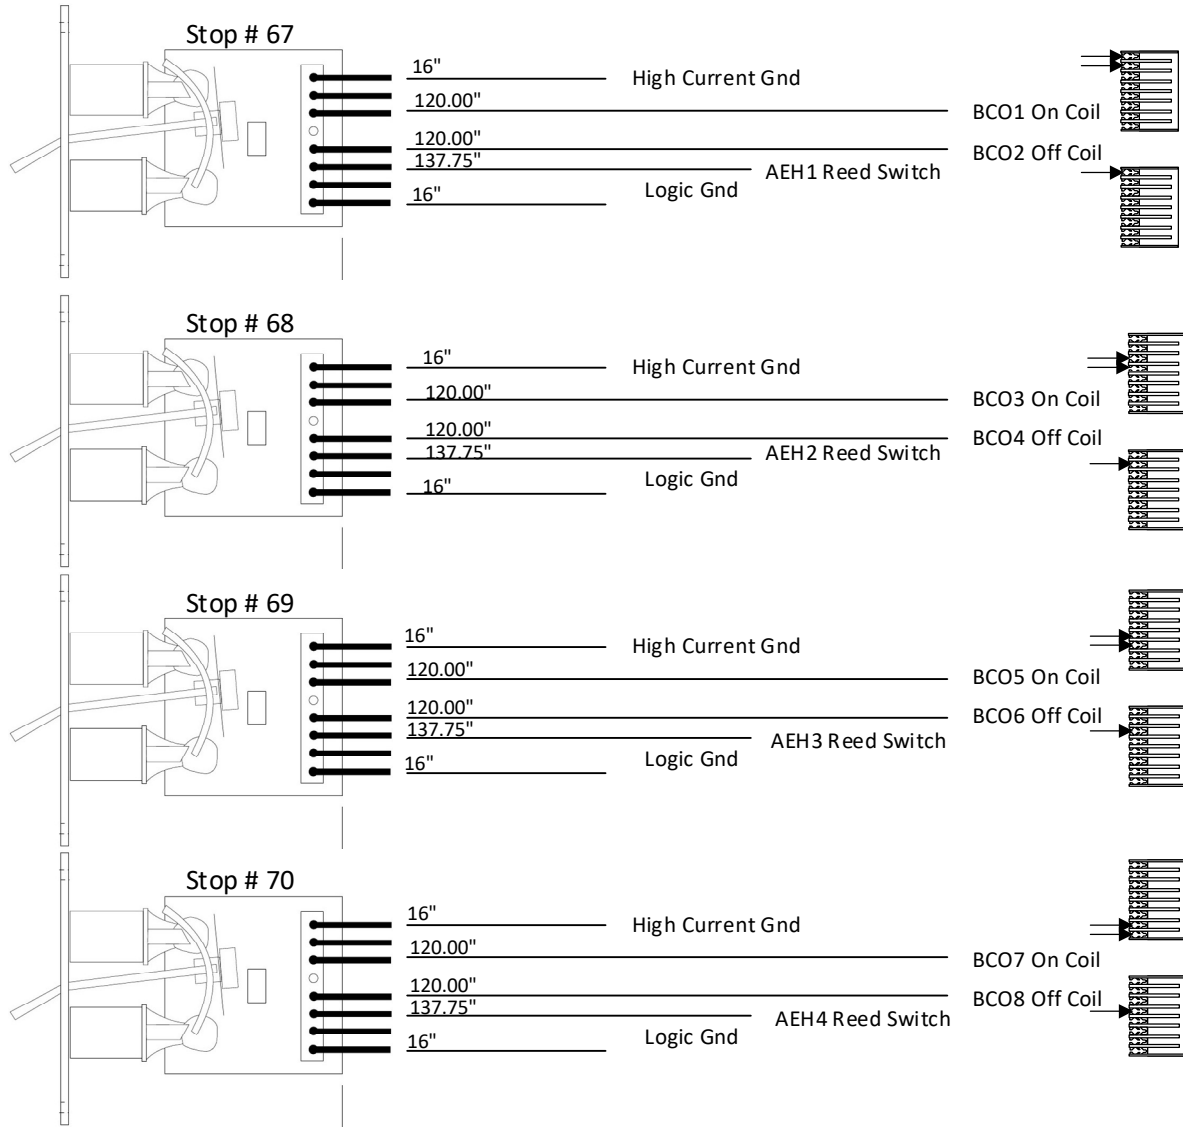 Stop # 67
16"
High Current Gnd
120.00"
BCO1 On Coil
120.00"
BCO2 Off Coil
137.75"
AEH1 Reed Switch
16"
Logic Gnd
Stop # 68
16"
High Current Gnd
120.00"
BCO3 On Coil
120.00"
BCO4 Off Coil
137.75"
AEH2 Reed Switch
16"
Logic Gnd
Stop # 69
16"
High Current Gnd
120.00"
BCO5 On Coil
120.00"
BCO6 Off Coil
137.75"
AEH3 Reed Switch
16"
Logic Gnd
Stop # 70
16"
High Current Gnd
120.00"
BCO7 On Coil
120.00"
BCO8 Off Coil
137.75"
AEH4 Reed Switch
16"
Logic Gnd